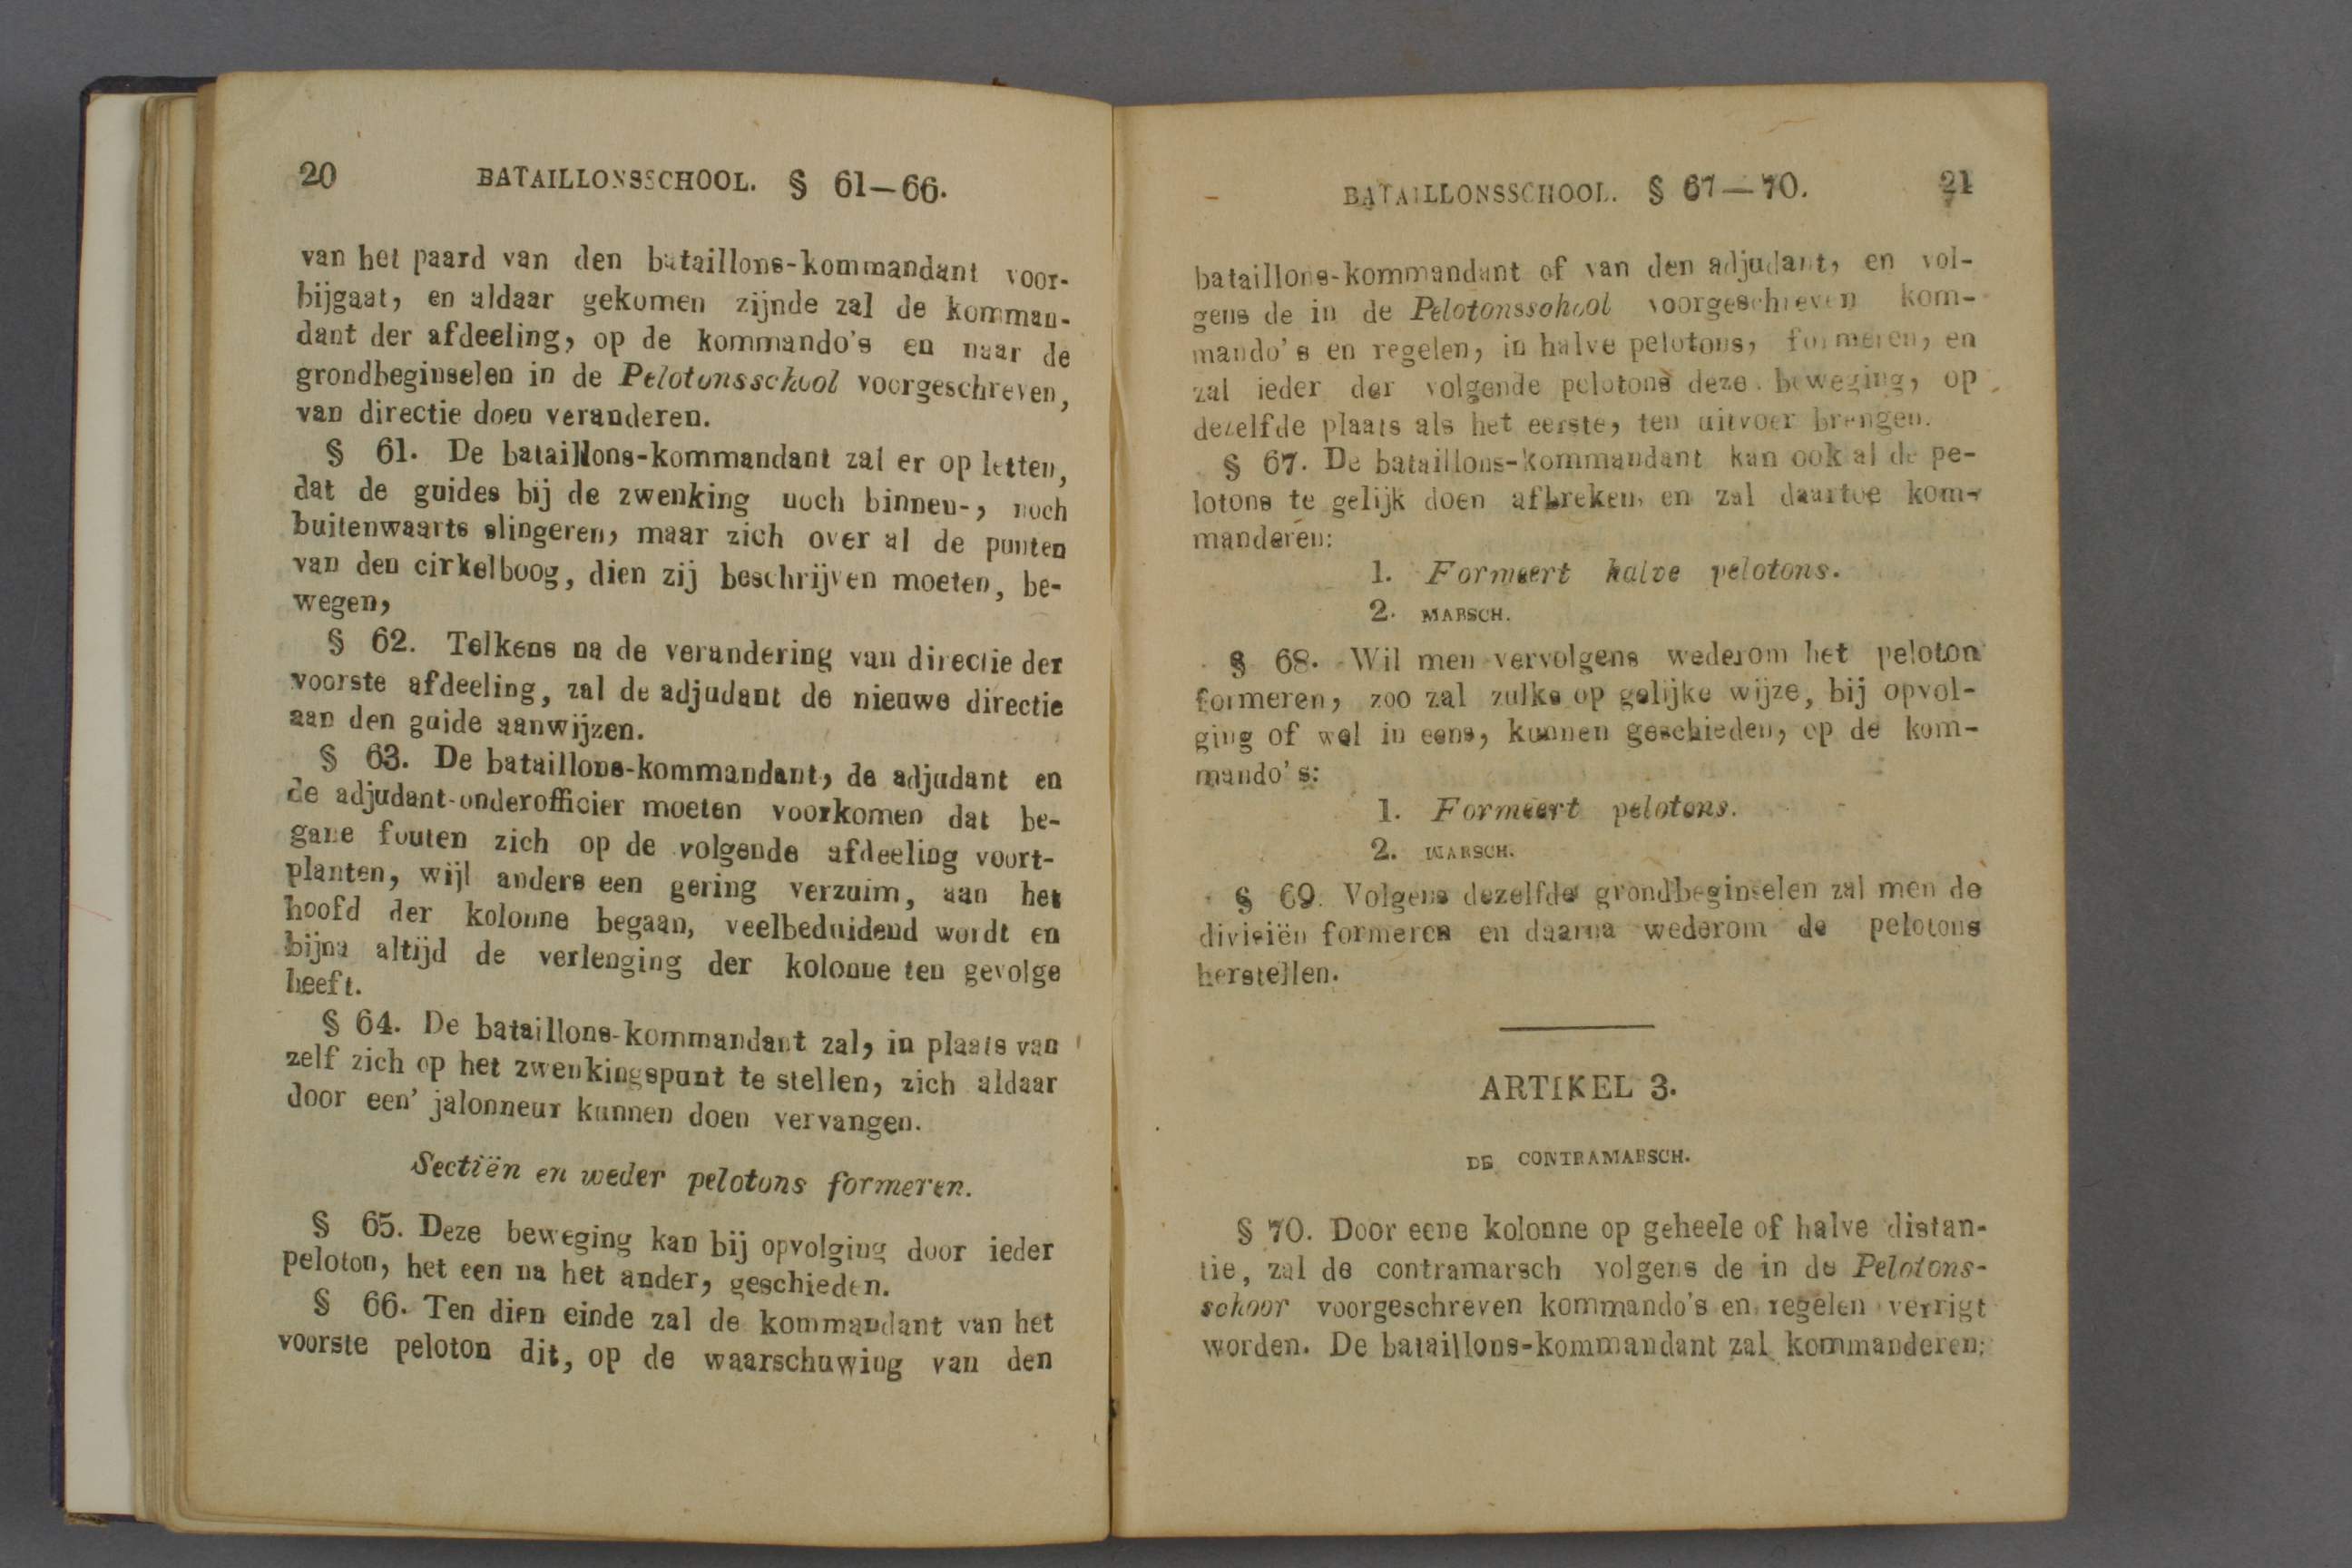 20 BATAILLONSSCHOOL. § 61—66.
van het paard van den bataillons-kommandant voor-
bijgaat, en aldaar gekomen zijnde zal de komman-
dant der afdeeling, op de kommando's en naar de
grondbeginselen in de Pelotonsschool voorgeschreven,
van directie doen veranderen.
§ 61. De bataillons-kommandant zal er op letten,
dat de guides bij de zwenking noch binnen-, noch
buitenwaarts slingeren, maar zich over al de punten
van den cirkelboog, dien zij beschrijven moeten, be-
wegen,
§ 62. Telkens na de verandering van directie der
voorste afdeeling, zal de adjudant de nieuwe directie
aan den guide aanwijzen.
§ 63. De bataillons-kommandant, de adjudant en
de adjudant-onderofficier moeten voorkomen dat be-
gane fouten zich op de volgende afdeeling voort-
planten, wijl anders een gering verzuim, aan het
hoofd der kolonne begaan, veelbeduidend wordt en
bijna altijd de verlenging der kolonne ten gevolge
heeft.
§ 64. De bataillons-kommandant zal, in plaats van
zelf zich op het zwenkingspunt te stellen, zich aldaar
door een' jalonneur kunnen doen vervangen.
Sectiën en weder pelotons formeren.
§ 65. Deze beweging kan bij opvolging door ieder
peloton, het een na het ander, geschieden.
§ 66. Ten dien einde zal de kommandant van het
voorste peloton dit, op de waarschuwing van den
BATAILLONSSCHOOL. § 67—70. 21
bataillons-kommandant of van den adjudant, en vol-
gens de in de Pelotonsschool voorgeschreven kom-
mando's en regelen, in halve pelotons, formeren, en
zal ieder der volgende pelotons deze beweging, op
dezelfde plaats als het eerste, ten uitvoer brengen.
§ 67. De bataillons-kommandant kan ook al de pe-
lotons te gelijk doen afbreken, en zal daartoe kom-
manderen:
1. Formeert halve pelotons.
2. MARSCH.
§ 68. Wil men vervolgens wederom het peloton
formeren, zoo zal zulks op gelijke wijze, bij opvol-
ging of wel in eens, kunnen geschieden, op de kom-
mando's:
1. Formeert pelotons.
2. MARSCH.
§ 69. Volgens dezelfde grondbeginselen zal men de
divisiën formeren en daarna wederom de pelotons
herstellen.
ARTIKEL 3.
DE CONTRAMARSCH.
§ 70. Door eene kolonne op geheele of halve distan-
tie, zal de contramarsch volgens de in de Pelotons-
schoor voorgeschreven kommando's en regelen verrigt
worden. De bataillons-kommandant zal kommanderen: